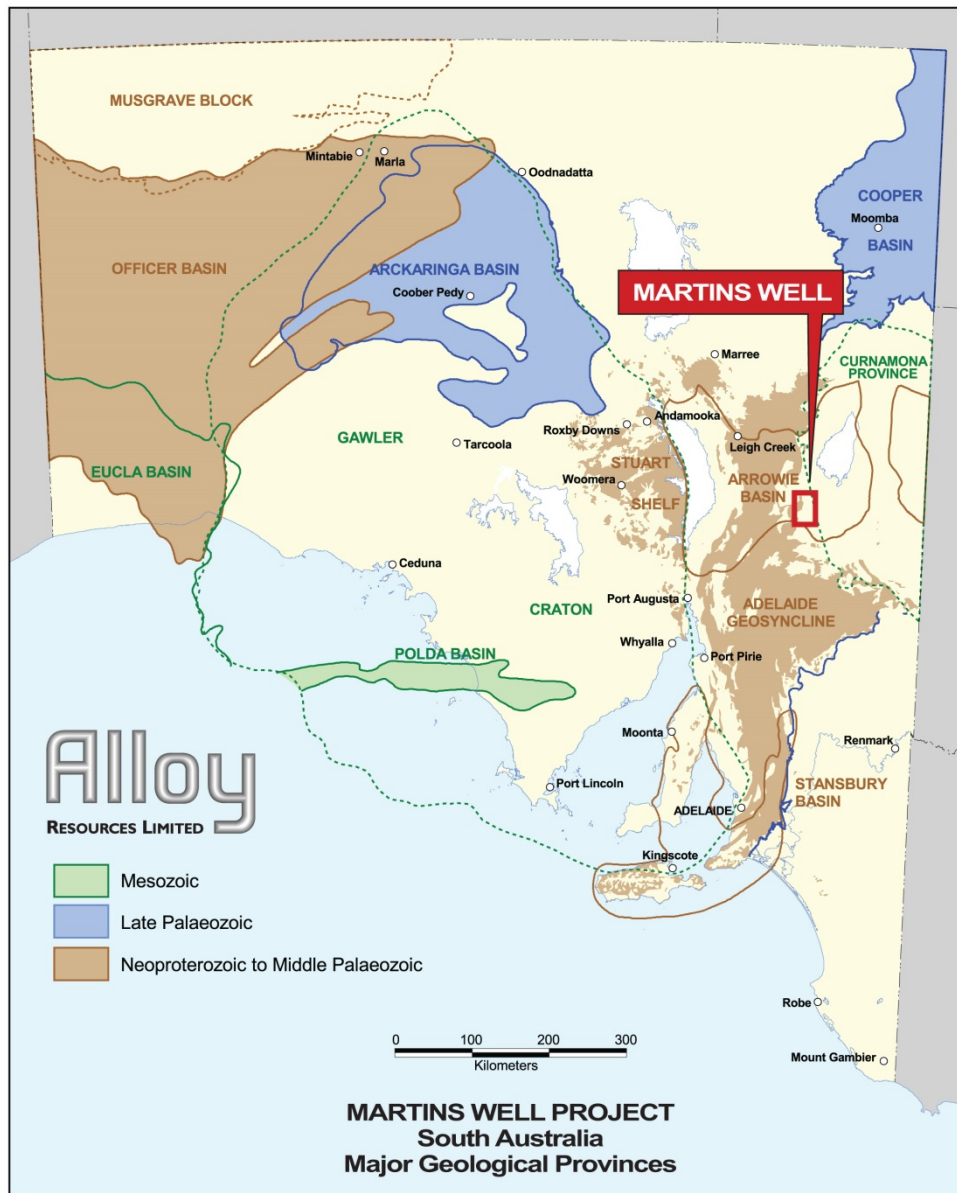 MUSGRAVE BLOCK
Mintabie
Marla
Oodnadatta
COOPER
Moomba
BASIN
OFFICER BASIN
ARCKARINGA BASIN
Coober Pedy
MARTINS WELL
Marree
CURNAMONA
PROVINCE
Andamooka
Roxby Downs
GAWLER
Tarcoola
Leigh Creek
STUART
EUCLA BASIN
Woomera
SHELF
ARROWIE
BASIN
Ceduna
CRATON
Port Augusta
ADELAIDE
GEOSYNCLINE
Whyalla
POLDA BASIN
Port Pirie
Moonta
Renmark
Alloy
RESOURCES LIMITED
Port Lincoln
STANSBURY
BASIN
ADELAIDE
Kingscote
Mesozoic
Late Palaeozoic
Neoproterozoic to Middle Palaeozoic
Robe
0 100 200 300
Kilometers
Mount Gambier
MARTINS WELL PROJECT
South Australia
Major Geological Provinces